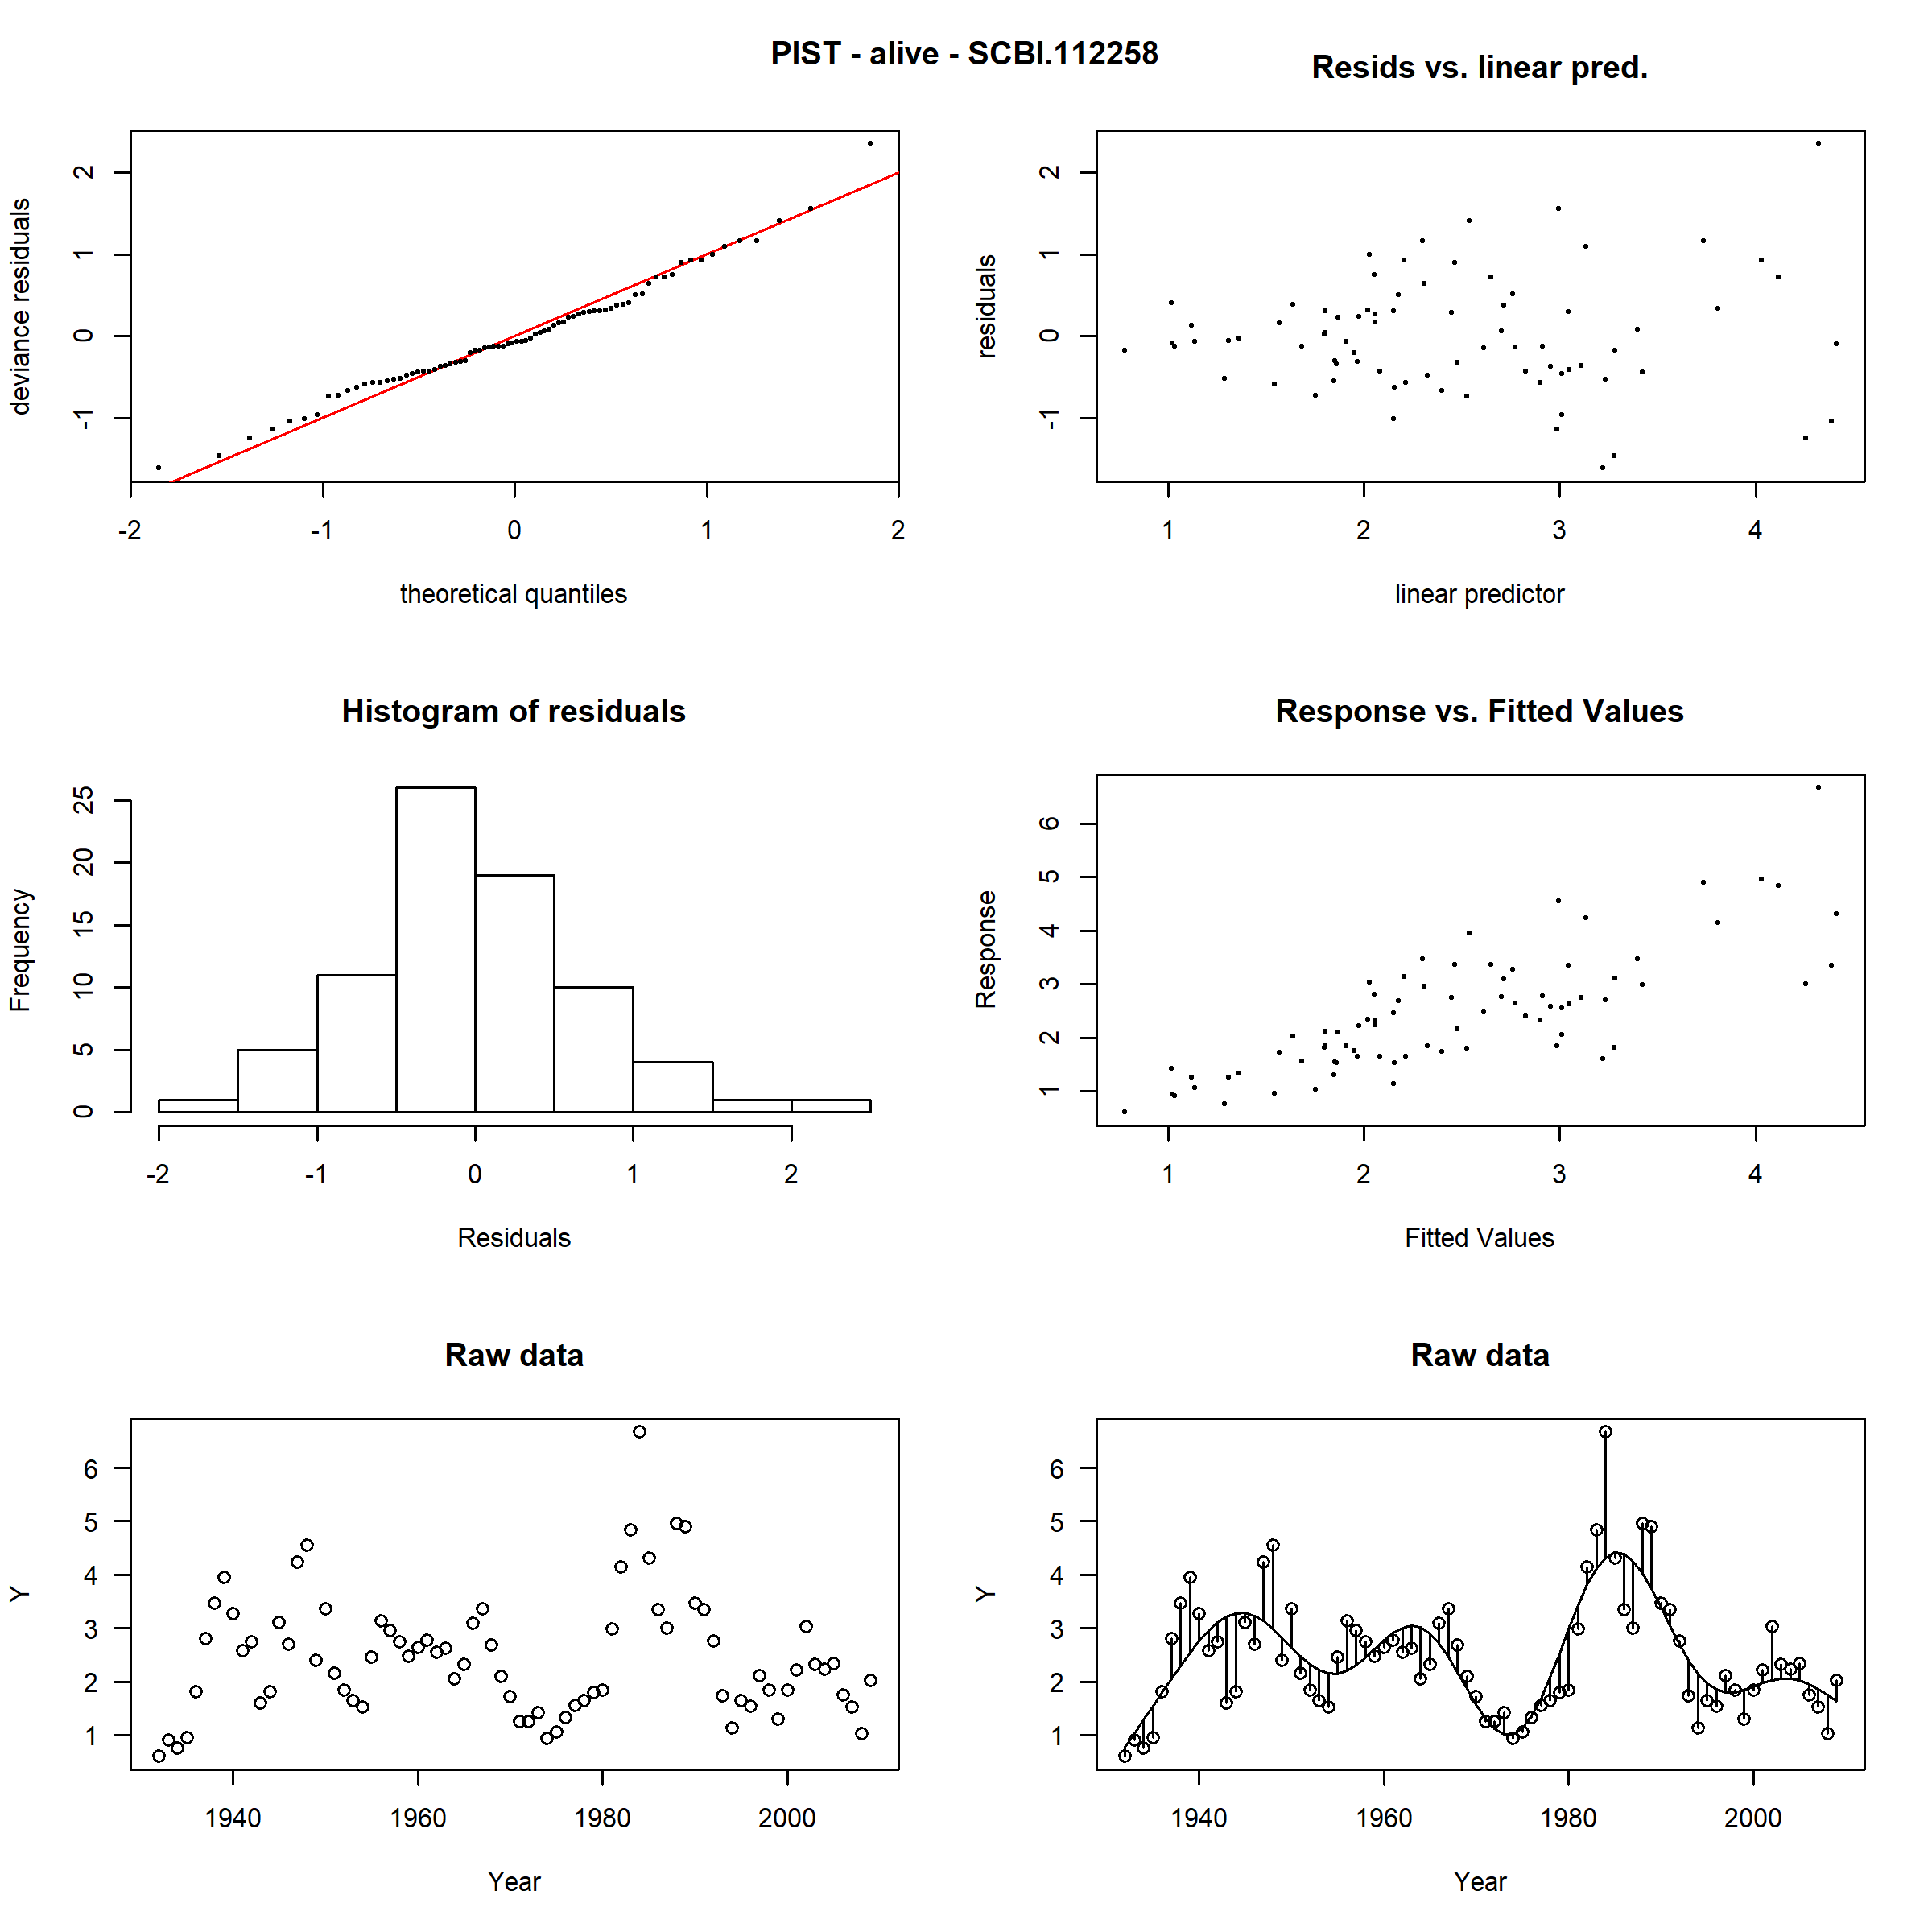 PIST - alive - SCBI.112258
Resids vs. linear pred.
deviance residuals
2
1
0
-1
-2 -1 0 1 2
theoretical quantiles
residuals
2
1
0
-1
1 2 3 4
linear predictor
Histogram of residuals
Frequency
25
20
15
10
5
0
-2 -1 0 1 2
Residuals
Response vs. Fitted Values
Response
6
5
4
3
2
1
1 2 3 4
Fitted Values
Raw data
Y
6
5
4
3
2
1
1940 1960 1980 2000
Year
Raw data
Y
6
5
4
3
2
1
1940 1960 1980 2000
Year